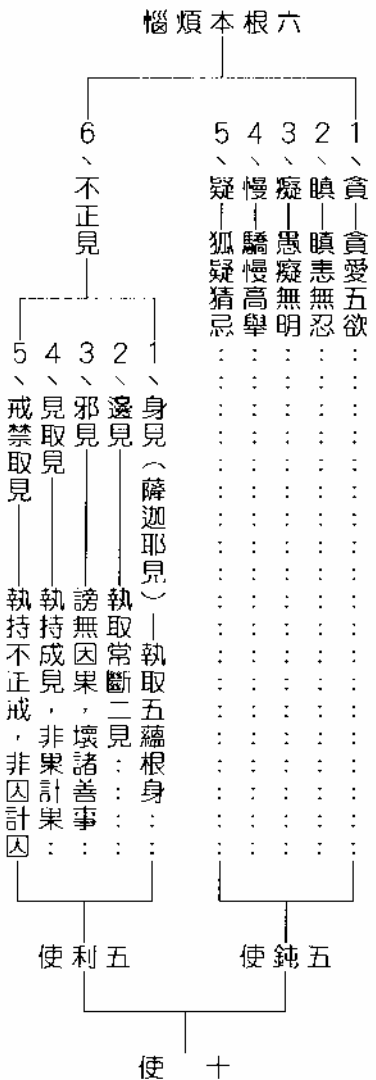 六根本煩惱
1、貪—貪愛五欲
2、瞋—瞋恚無忍
3、癡—愚癡無明
4、慢—驕慢高舉
5、疑—狐疑猜忌
6、不正見
1、身見（薩迦耶見）—執取五蘊根身
2、邊見——執取常斷二見
3、邪見——謗無因果，壞諸善事
4、見取見——執持成見，非果計果
5、戒禁取見——執持不正戒，非因計因
五鈍使
五利使
十使